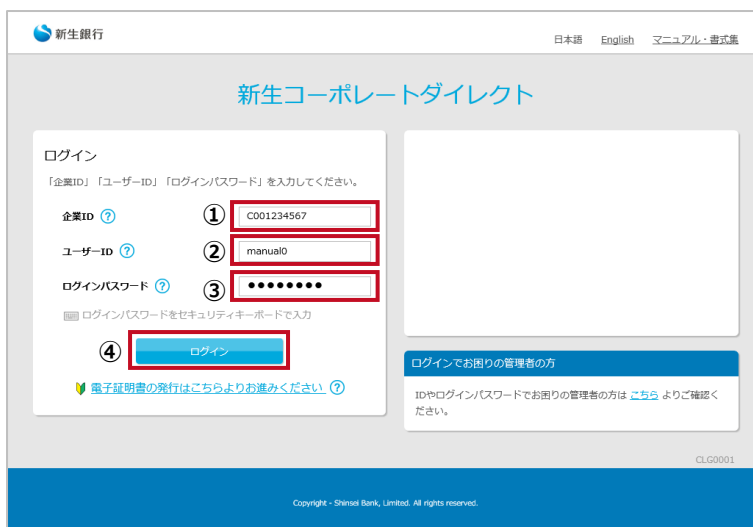 新生銀行
日本語 English マニュアル・書式集
新生コーポレートダイレクト
ログイン
「企業ID」「ユーザーID」「ログインパスワード」を入力してください。
企業ID ? ① C001234567
ユーザーID ? ② manual0
ログインパスワード ? ③ ●●●●●●●●
ログインパスワードをセキュリティキーボードで入力
④ ログイン
電子証明書の発行はこちらよりお進みください ?
ログインでお困りの管理者の方
IDやログインパスワードでお困りの管理者の方は こちら よりご確認く
ださい。
CLG0001
Copyright - Shinsei Bank, Limited. All rights reserved.